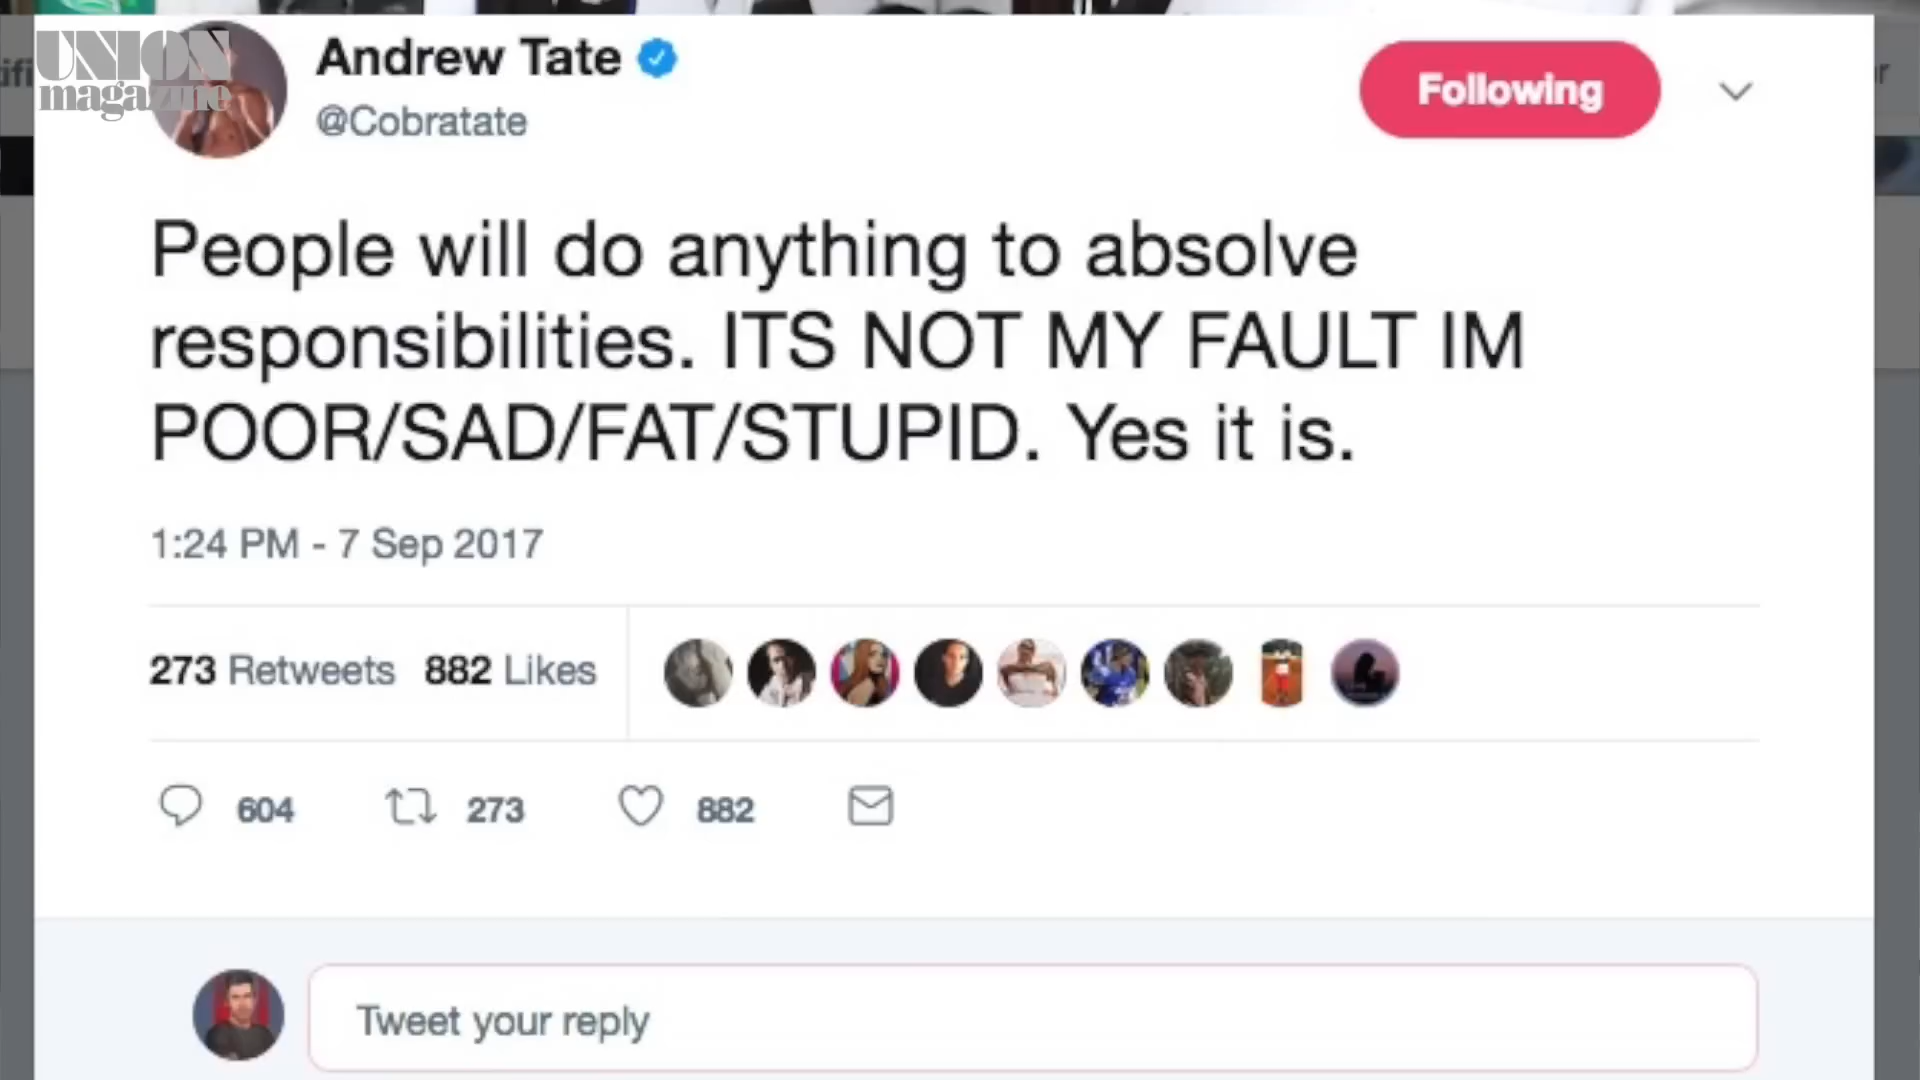 UNION
magazine
Andrew Tate
@Cobratate
Following
People will do anything to absolve
responsibilities. ITS NOT MY FAULT IM
POOR/SAD/FAT/STUPID. Yes it is.
1:24 PM - 7 Sep 2017
273 Retweets 882 Likes
604 273 882
Tweet your reply